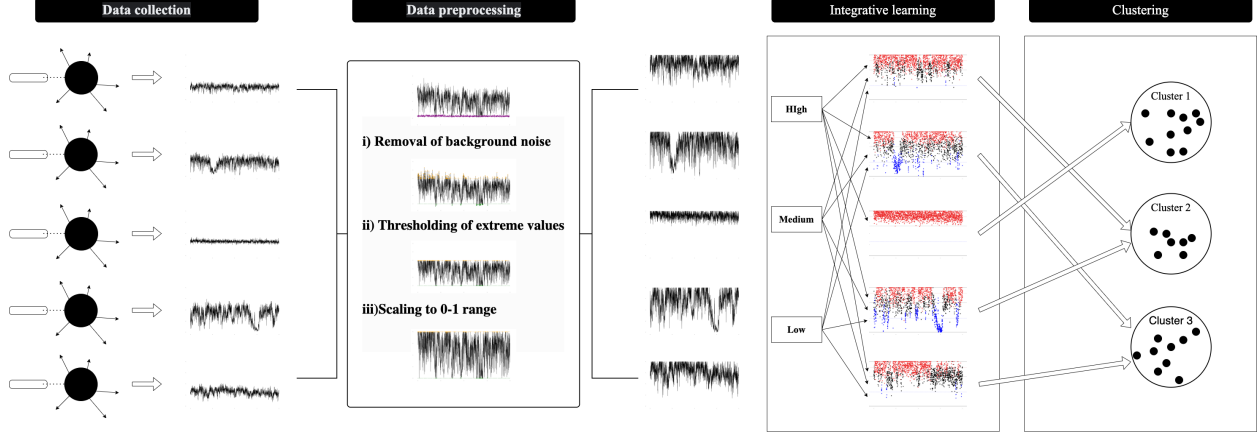 Data collection
Data preprocessing
Integrative learning
Clustering
i) Removal of background noise
ii) Thresholding of extreme values
iii)Scaling to 0-1 range
HIgh
Medium
Low
Cluster 1
Cluster 2
Cluster 3